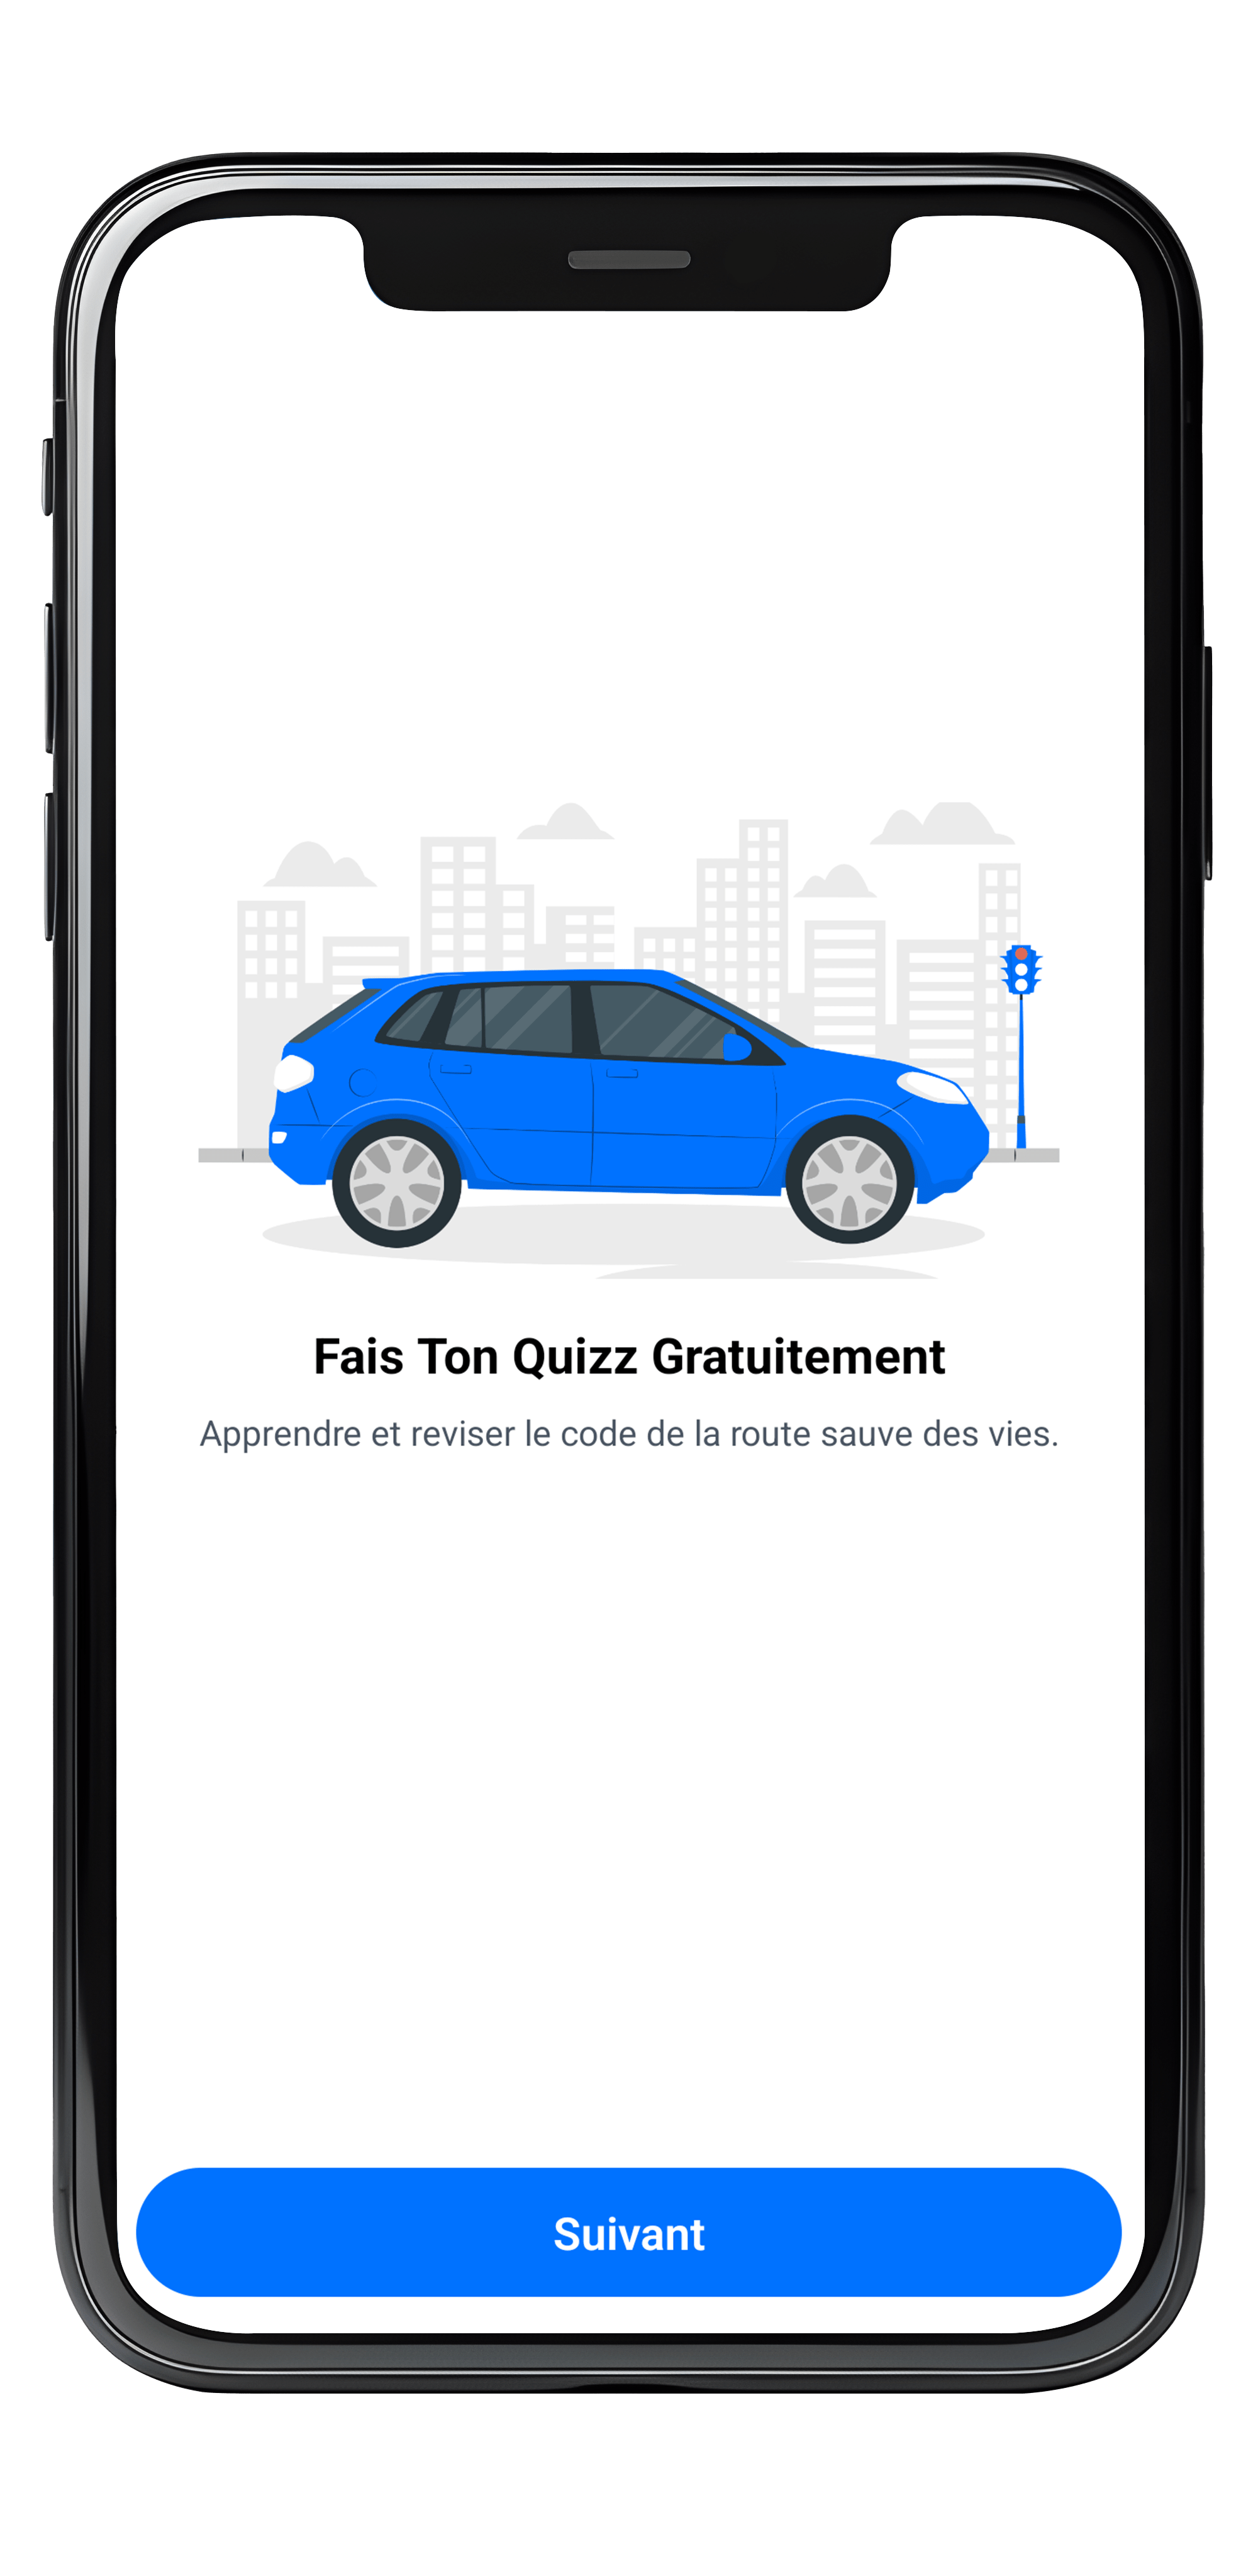 Fais Ton Quizz Gratuitement
Apprendre et reviser le code de la route sauve des vies.
Suivant